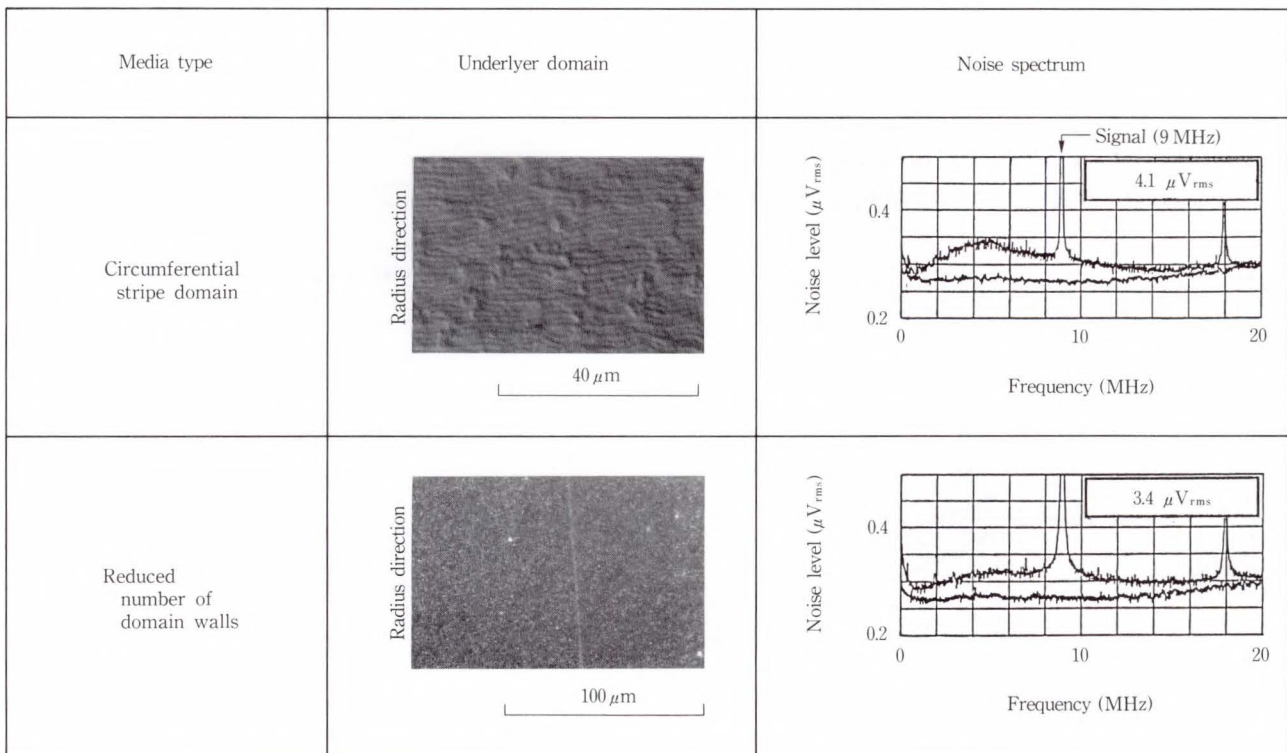 Media type
Underlyer domain
Noise spectrum
Circumferential
stripe domain
Radius direction
40 μm
Signal (9 MHz)
4.1 μVrms
Noise level (μVrms)
0.4
0.2
0
10
20
Frequency (MHz)
Reduced
number of
domain walls
Radius direction
100 μm
3.4 μVrms
Noise level (μVrms)
0.4
0.2
0
10
20
Frequency (MHz)